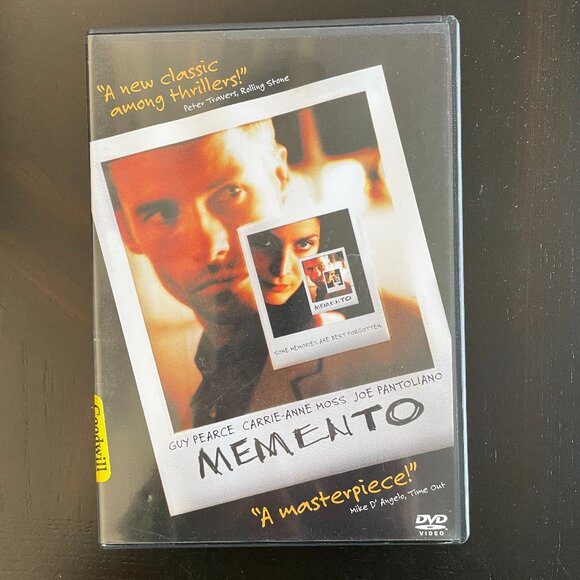 "A new classic
among thrillers!"
Peter Travers, Rolling Stone
MEMENTO
SOME MEMORIES ARE BEST FORGOTTEN.
GUY PEARCE CARRIE-ANNE MOSS JOE PANTOLIANO
MEMENTO
Goodwill
"A masterpiece!"
Mike D' Angelo, Time Out
DVD
VIDEO